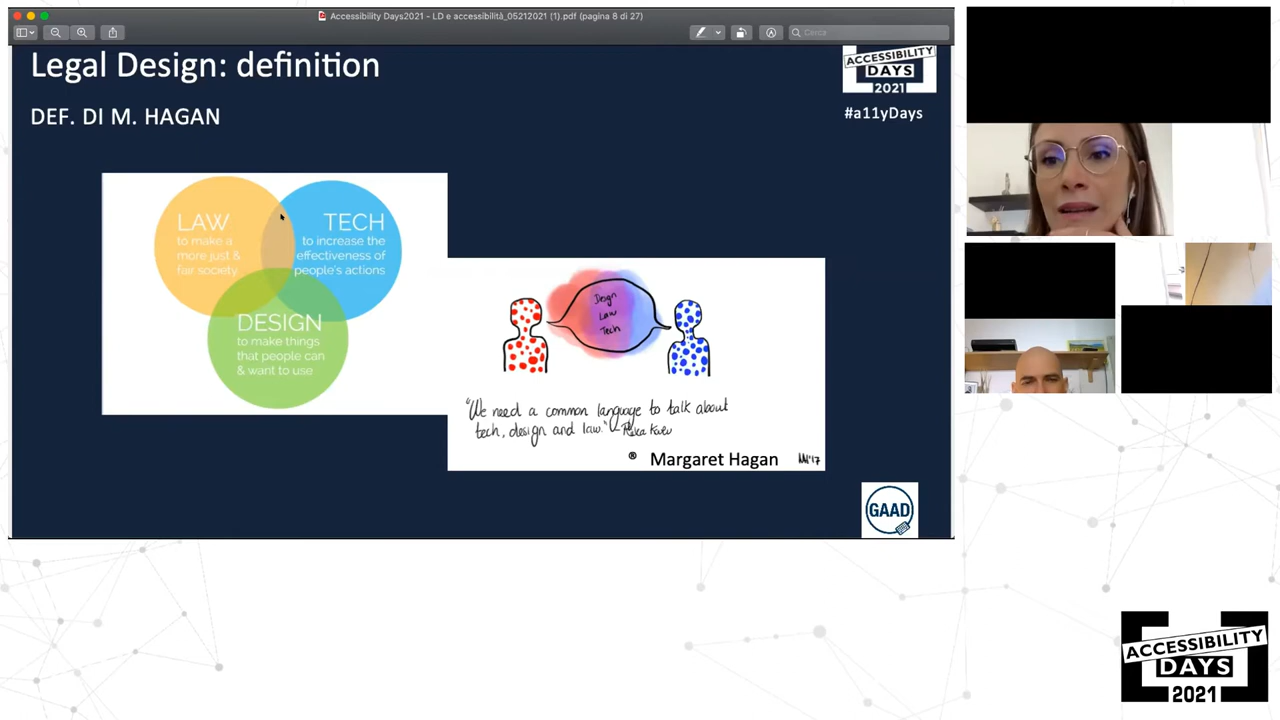 Accessibility Days2021 - LD e accessibilità_05212021 (1).pdf (pagina 8 di 27)
Cerca
Legal Design: definition
DEF. DI M. HAGAN
ACCESSIBILITY
DAYS
2021
#a11yDays
LAW
to make a
more just &
fair society
TECH
to increase the
effectiveness of
people's actions
DESIGN
to make things
that people can
& want to use
Design
Law
Tech
"We need a common language to talk about
tech, design and law."
® Margaret Hagan
GAAD
ACCESSIBILITY
DAYS
2021